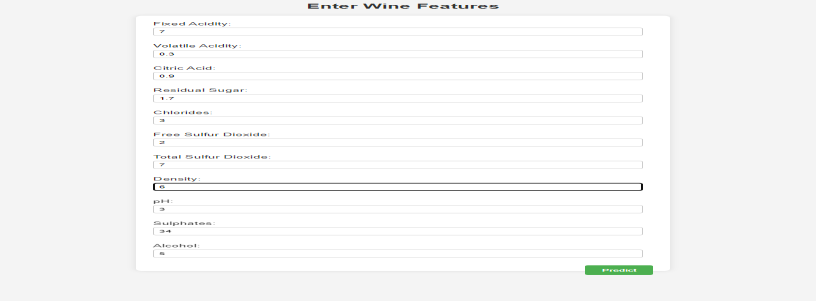 Enter Wine Features
Fixed Acidity:
7
Volatile Acidity:
0.3
Citric Acid:
0.9
Residual Sugar:
1.7
Chlorides:
3
Free Sulfur Dioxide:
2
Total Sulfur Dioxide:
7
Density:
6
pH:
3
Sulphates:
34
Alcohol:
5
Predict